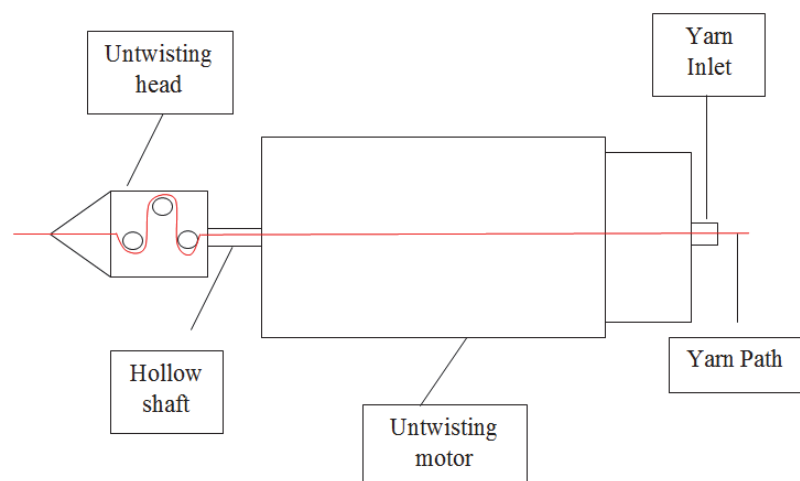 Untwisting
head
Yarn
Inlet
Hollow
shaft
Yarn Path
Untwisting
motor